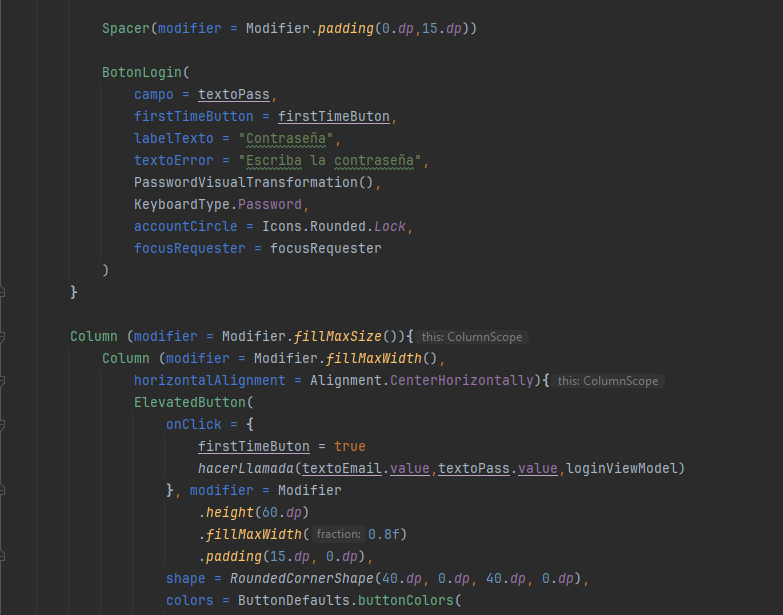 Spacer(modifier = Modifier.padding(0.dp,15.dp))
BotonLogin(
campo = textoPass,
firstTimeButton = firstTimeButon,
labelTexto = "Contraseña",
textoError = "Escriba la contraseña",
PasswordVisualTransformation(),
KeyboardType.Password,
accountCircle = Icons.Rounded.Lock,
focusRequester = focusRequester
)
}
Column (modifier = Modifier.fillMaxSize()){ this: ColumnScope
Column (modifier = Modifier.fillMaxWidth(),
horizontalAlignment = Alignment.CenterHorizontally){ this: ColumnScope
ElevatedButton(
onClick = {
firstTimeButon = true
hacerLlamada(textoEmail.value,textoPass.value,loginViewModel)
}, modifier = Modifier
.height(60.dp)
.fillMaxWidth( fraction: 0.8f)
.padding(15.dp, 0.dp),
shape = RoundedCornerShape(40.dp, 0.dp, 40.dp, 0.dp),
colors = ButtonDefaults.buttonColors(